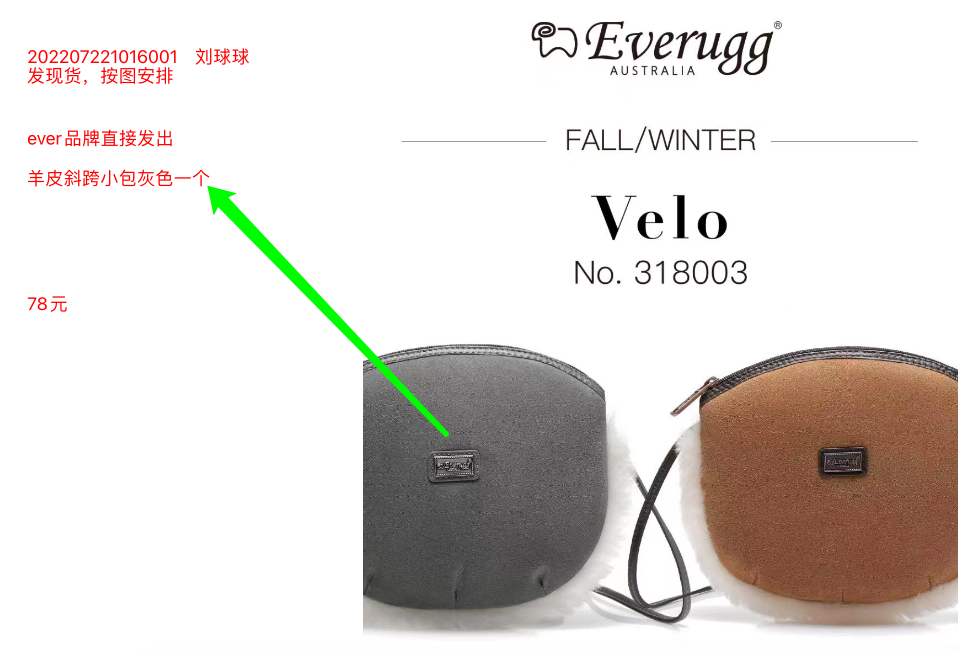 202207221016001 刘球球
发现货，按图安排
ever品牌直接发出
羊皮斜跨小包灰色一个
78元
Everugg®
AUSTRALIA
FALL/WINTER
Velo
No. 318003
Everugg
Everugg